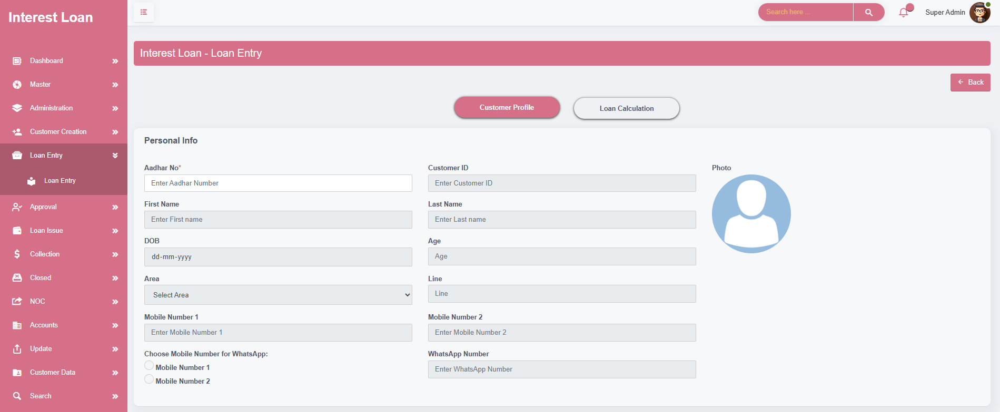 Interest Loan
Search here ...
Super Admin
Dashboard
Master
Administration
Customer Creation
Loan Entry
Loan Entry
Approval
Loan Issue
Collection
Closed
NOC
Accounts
Update
Customer Data
Search
Interest Loan - Loan Entry
Back
Customer Profile
Loan Calculation
Personal Info
Aadhar No*
Enter Aadhar Number
Customer ID
Enter Customer ID
Photo
First Name
Enter First name
Last Name
Enter Last name
DOB
dd-mm-yyyy
Age
Age
Area
Select Area
Line
Line
Mobile Number 1
Enter Mobile Number 1
Mobile Number 2
Enter Mobile Number 2
Choose Mobile Number for WhatsApp:
Mobile Number 1
Mobile Number 2
WhatsApp Number
Enter WhatsApp Number